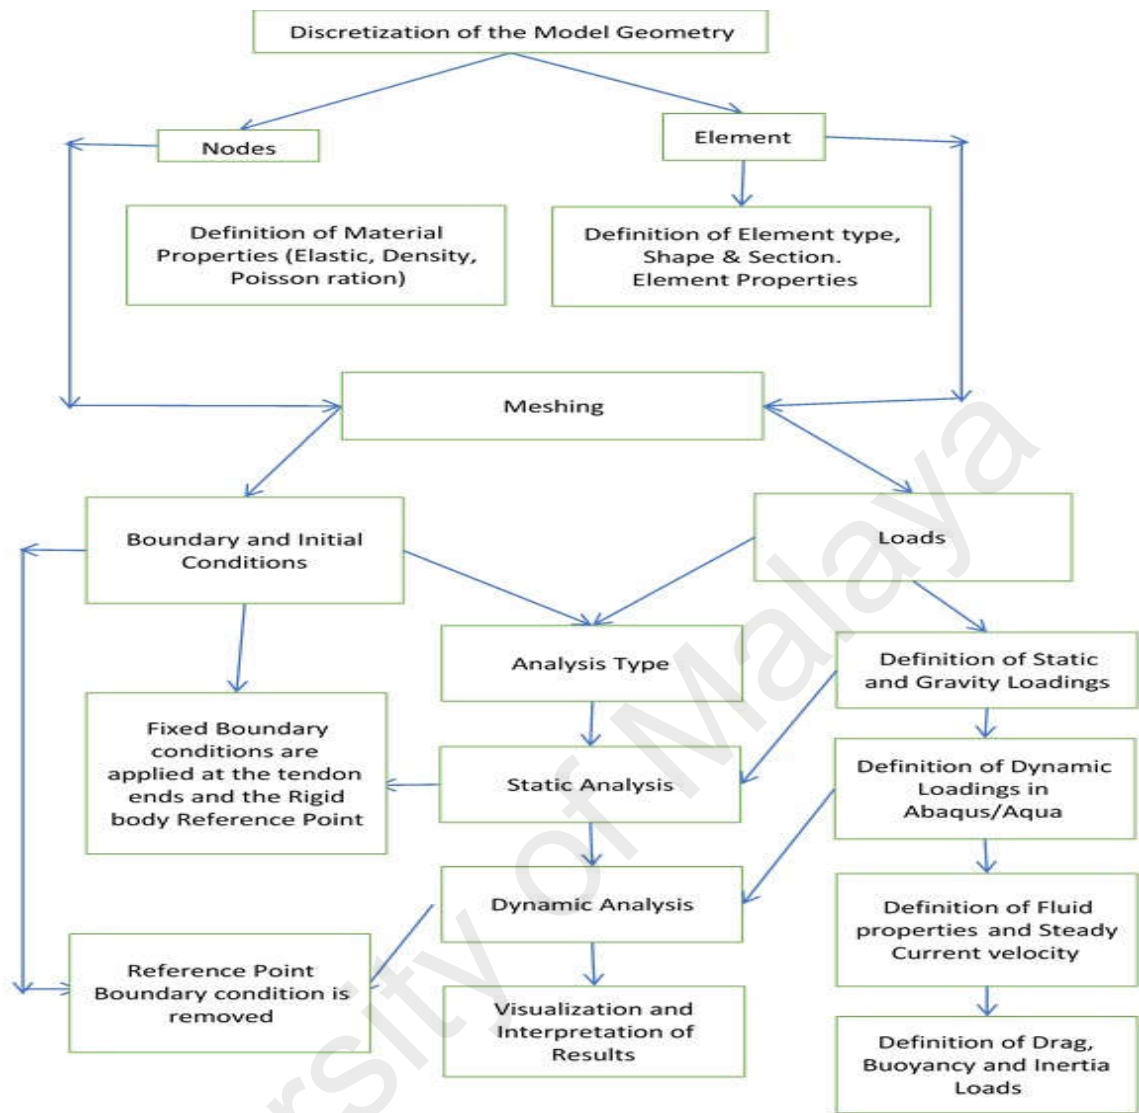 Discretization of the Model Geometry
Nodes
Element
Definition of Material
Properties (Elastic, Density,
Poisson ration)
Definition of Element type,
Shape & Section.
Element Properties
Meshing
Boundary and Initial
Conditions
Loads
Analysis Type
Definition of Static
and Gravity Loadings
Fixed Boundary
conditions are
applied at the tendon
ends and the Rigid
body Reference Point
Static Analysis
Definition of Dynamic
Loadings in
Abaqus/Aqua
Dynamic Analysis
Definition of Fluid
properties and Steady
Current velocity
Reference Point
Boundary condition is
removed
Visualization and
Interpretation of
Results
Definition of Drag,
Buoyancy and Inertia
Loads
ersity of Malaya